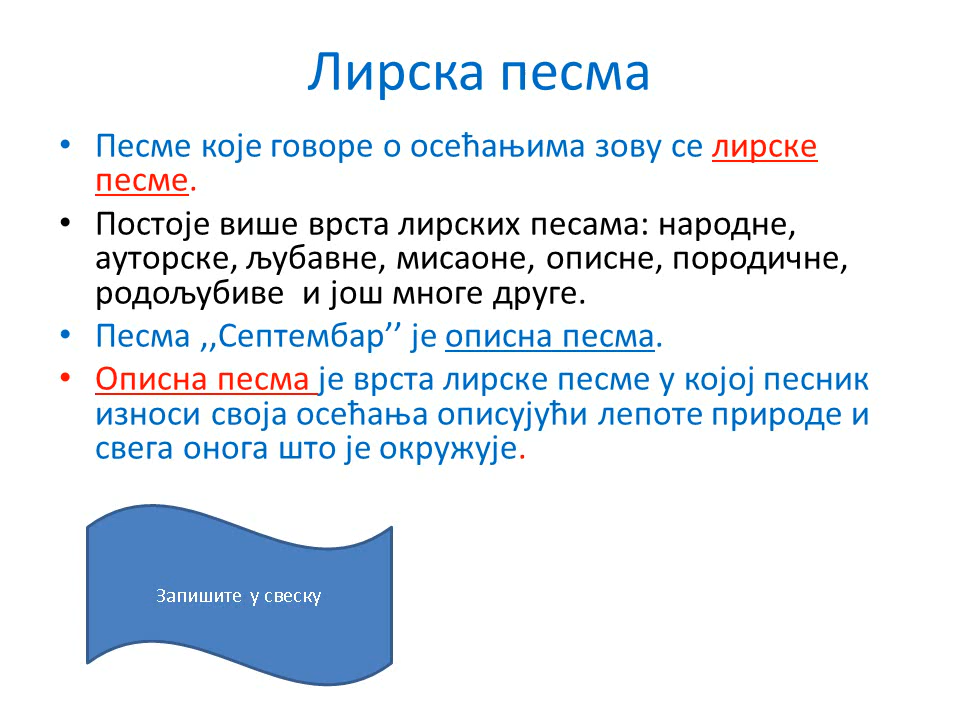 Лирска песма
• Песме које говоре о осећањима зову се лирске
песме.
• Постоје више врста лирских песама: народне,
ауторске, љубавне, мисаоне, описне, породичне,
родољубиве  и још многе друге.
• Песма ,,Септембар’’ је описна песма.
• Описна песма је врста лирске песме у којој песник
износи своја осећања описујући лепоте природе и
свега онога што је окружује.
Запишите у свеску